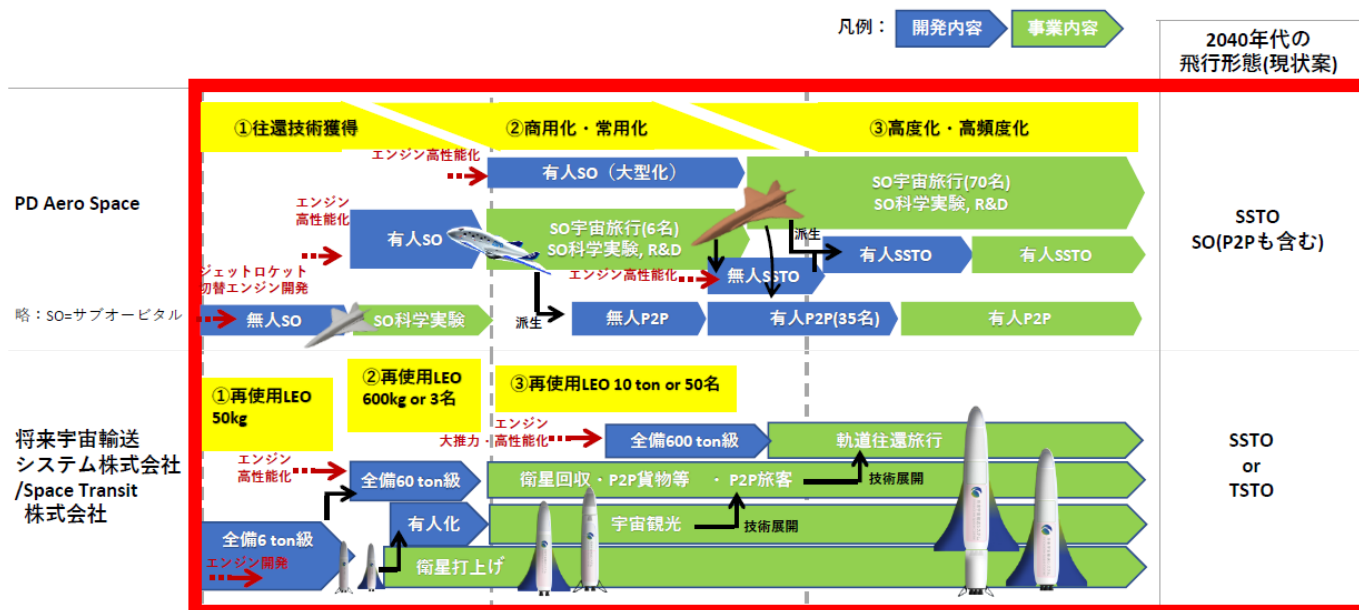 凡例：
開発内容
事業内容
2040年代の
飛行形態(現状案)
①往還技術獲得
②商用化・常用化
③高度化・高頻度化
PD Aero Space
略：SO=サブオービタル
エンジン高性能化
有人SO（大型化）
SO宇宙旅行(70名)
SO科学実験, R&D
エンジン
高性能化
有人SO
SO宇宙旅行(6名)
SO科学実験, R&D
派生
有人SSTO
有人SSTO
エンジン高性能化
無人SSTO
ジェットロケット
切替エンジン開発
無人SO
SO科学実験
派生
無人P2P
有人P2P(35名)
有人P2P
SSTO
SO(P2Pも含む)
将来宇宙輸送
システム株式会社
/Space Transit
株式会社
①再使用LEO
50kg
②再使用LEO
600kg or 3名
③再使用LEO 10 ton or 50名
エンジン
大推力・高性能化
全備600 ton級
軌道往還旅行
エンジン
高性能化
全備60 ton級
衛星回収・P2P貨物等
・P2P旅客
技術展開
有人化
宇宙観光
技術展開
全備6 ton級
エンジン開発
衛星打上げ
SSTO
or
TSTO